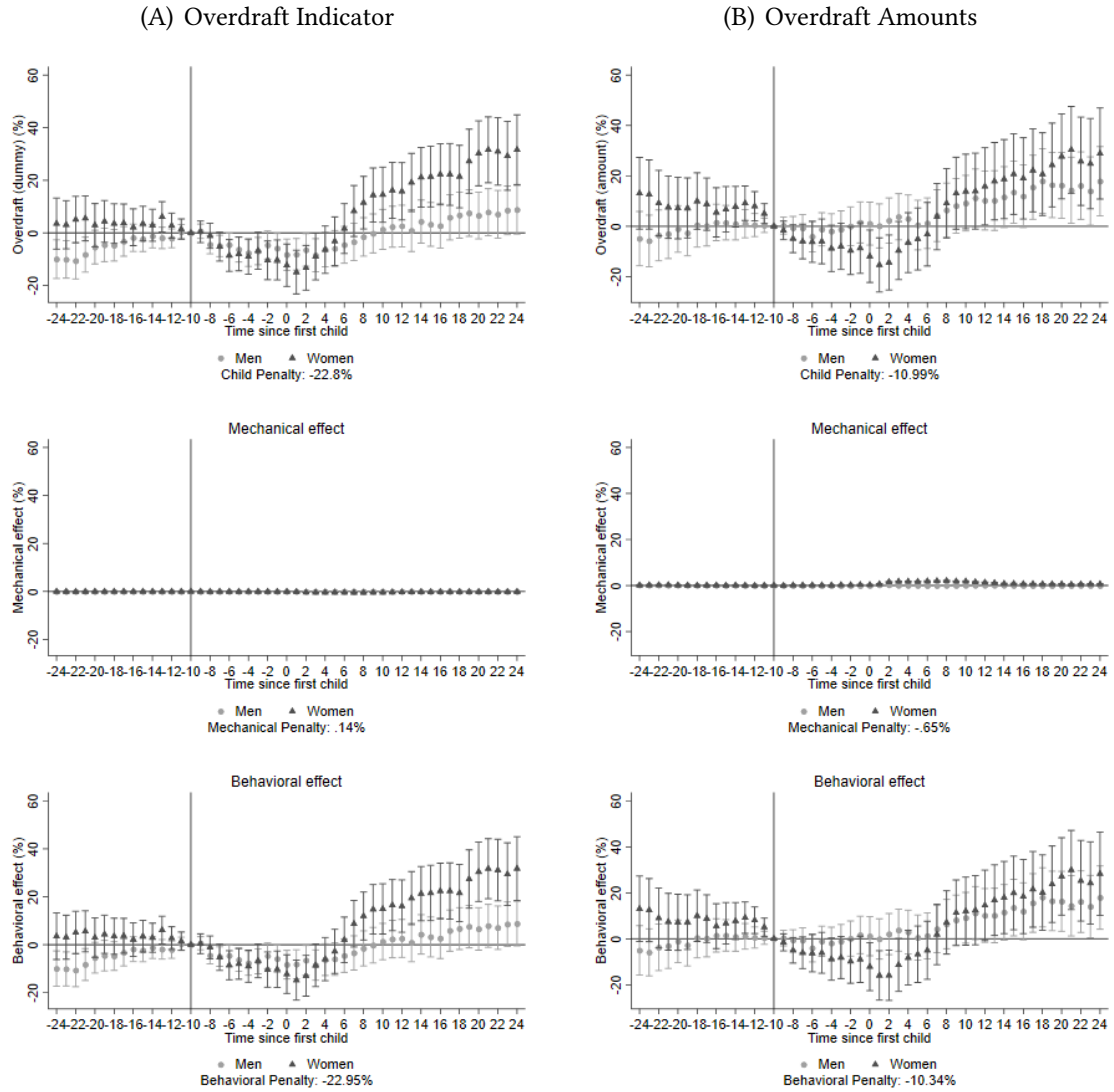 (A) Overdraft Indicator
(B) Overdraft Amounts
Overdraft (dummy) (%)
60
40
20
0
-20
-24-22-20-18-16-14-12-10 -8 -6 -4 -2 0 2 4 6 8 10 12 14 16 18 20 22 24
Time since first child
Men Women
Child Penalty: -22.8%
Overdraft (amount) (%)
60
40
20
0
-20
-24-22-20-18-16-14-12-10 -8 -6 -4 -2 0 2 4 6 8 10 12 14 16 18 20 22 24
Time since first child
Men Women
Child Penalty: -10.99%
Mechanical effect
Mechanical effect (%)
60
40
20
0
-20
-24-22-20-18-16-14-12-10 -8 -6 -4 -2 0 2 4 6 8 10 12 14 16 18 20 22 24
Time since first child
Men Women
Mechanical Penalty: .14%
Mechanical effect
Mechanical effect (%)
60
40
20
0
-20
-24-22-20-18-16-14-12-10 -8 -6 -4 -2 0 2 4 6 8 10 12 14 16 18 20 22 24
Time since first child
Men Women
Mechanical Penalty: -.65%
Behavioral effect
Behavioral effect (%)
60
40
20
0
-20
-24-22-20-18-16-14-12-10 -8 -6 -4 -2 0 2 4 6 8 10 12 14 16 18 20 22 24
Time since first child
Men Women
Behavioral Penalty: -22.95%
Behavioral effect
Behavioral effect (%)
60
40
20
0
-20
-24-22-20-18-16-14-12-10 -8 -6 -4 -2 0 2 4 6 8 10 12 14 16 18 20 22 24
Time since first child
Men Women
Behavioral Penalty: -10.34%